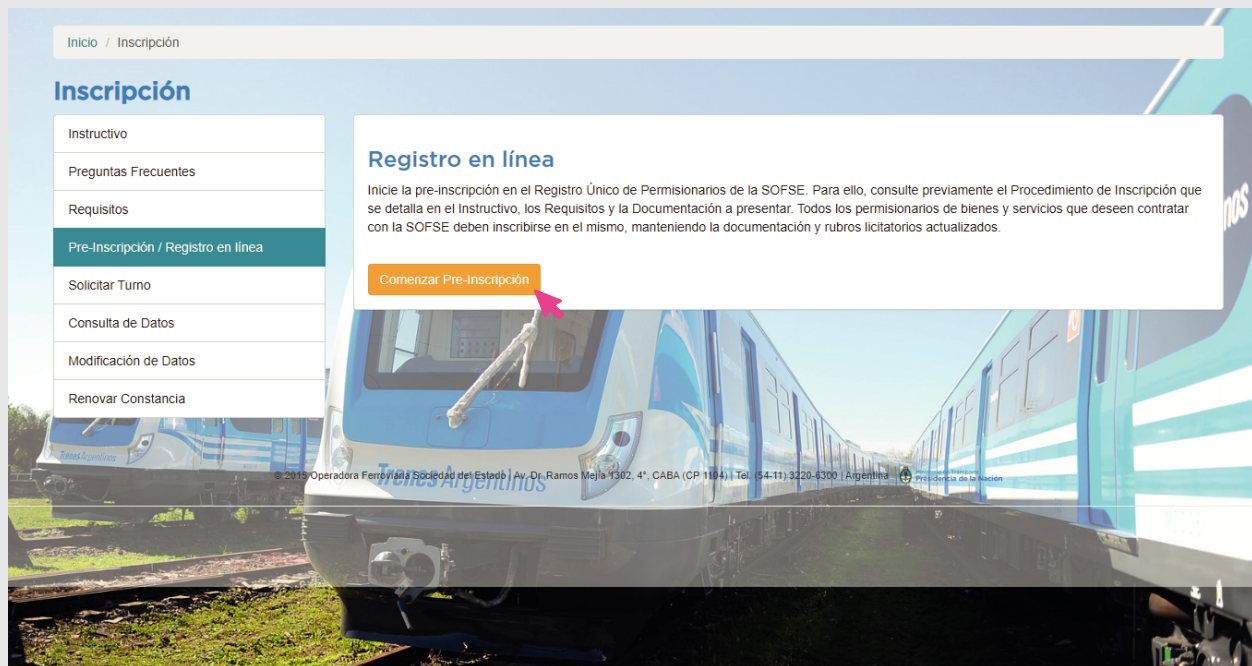 Inicio / Inscripción
Inscripción
Instructivo
Preguntas Frecuentes
Requisitos
Pre-Inscripción / Registro en línea
Solicitar Turno
Consulta de Datos
Modificación de Datos
Renovar Constancia
Registro en línea
Inicie la pre-inscripción en el Registro Único de Permisionarios de la SOFSE. Para ello, consulte previamente el Procedimiento de Inscripción que
se detalla en el Instructivo, los Requisitos y la Documentación a presentar. Todos los permisionarios de bienes y servicios que deseen contratar
con la SOFSE deben inscribirse en el mismo, manteniendo la documentación y rubros licitatorios actualizados.
Comenzar Pre-Inscripción
Trenes Argentinos
Trenes Argentinos
© 2015 Operadora Ferroviaria Sociedad del Estado | Av. Dr. Ramos Mejía 1302, 4°, CABA (CP 1104) | Tel. (54-11) 3220-6300 | Argentina
Presidencia de la Nación